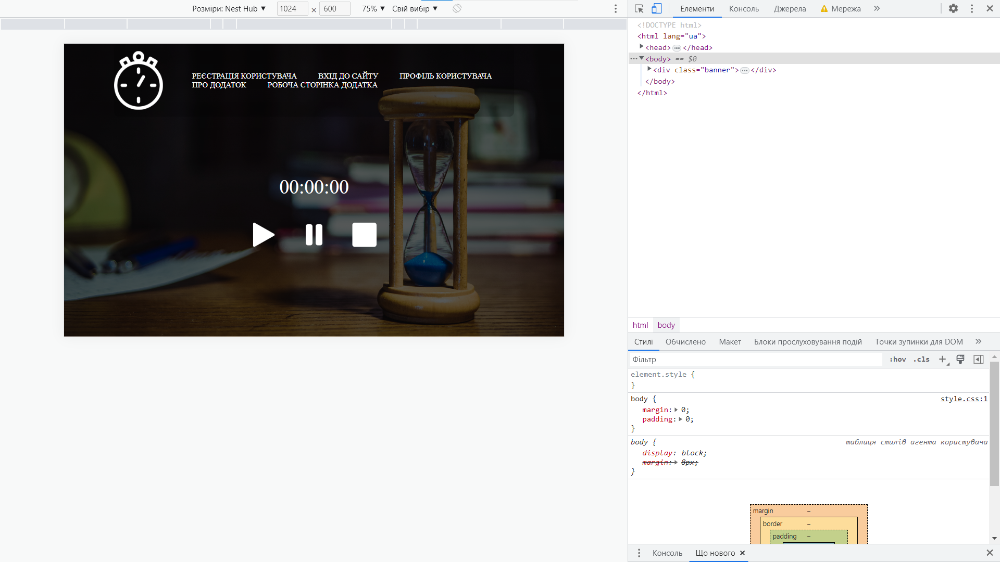 Розміри: Nest Hub ▼ 1024 × 600 75% ▼ Свій вибір ▼
РЕЄСТРАЦІЯ КОРИСТУВАЧА ВХІД ДО САЙТУ ПРОФІЛЬ КОРИСТУВАЧА
ПРО ДОДАТОК РОБОЧА СТОРІНКА ДОДАТКА
00:00:00
Елементи Консоль Джерела Мережа »
<!DOCTYPE html>
<html lang="ua">
<head>…</head>
<body> == $0
<div class="banner">…</div>
</body>
</html>
html body
Стилі Обчислено Макет Блоки прослуховування подій Точки зупинки для DOM »
Фільтр :hov .cls +
element.style {
}
body { style.css:1
margin: 0;
padding: 0;
}
body { таблиця стилів агента користувача
display: block;
margin: 8px;
}
margin –
border –
padding –
Консоль Що нового ×